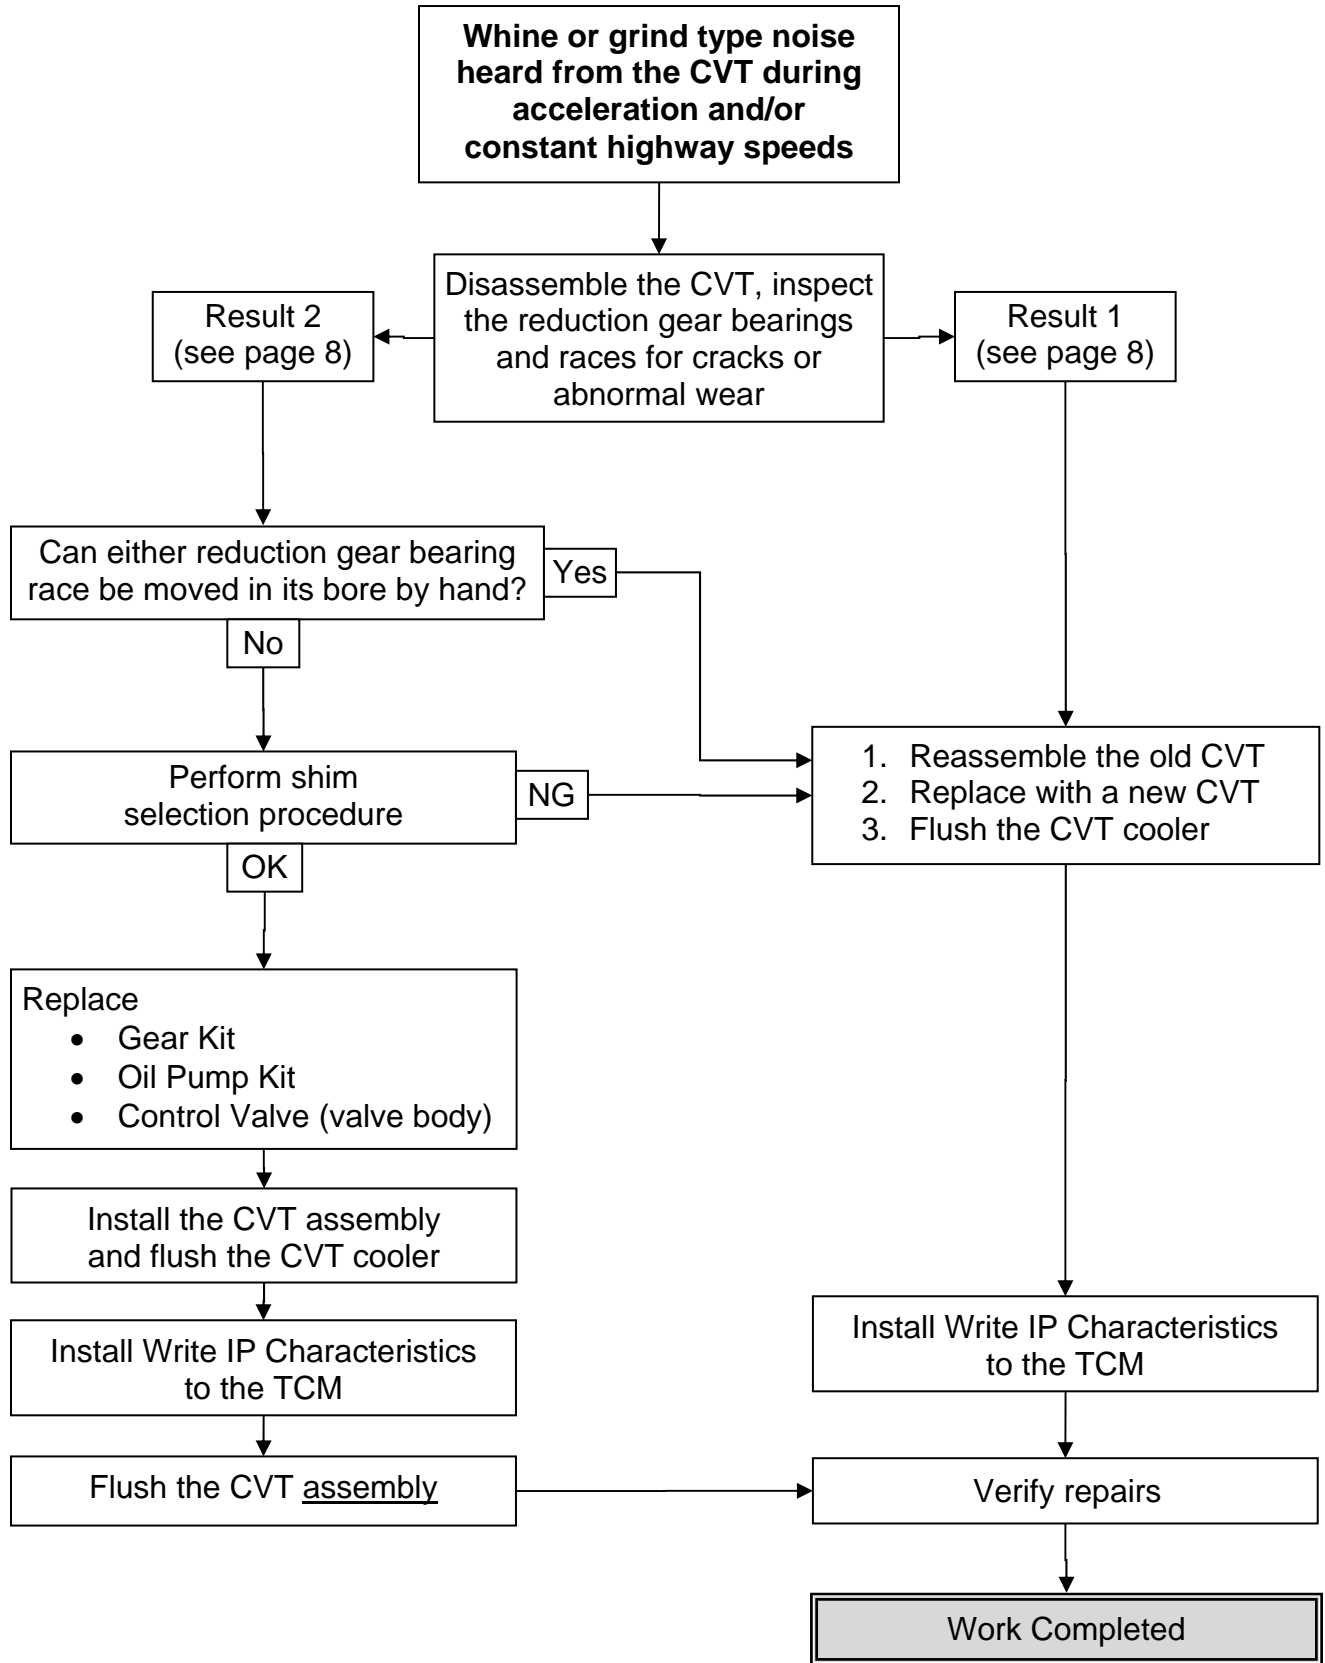 Whine or grind type noise
heard from the CVT during
acceleration and/or
constant highway speeds
Disassemble the CVT, inspect
the reduction gear bearings
and races for cracks or
abnormal wear
Result 2
(see page 8)
Result 1
(see page 8)
Can either reduction gear bearing
race be moved in its bore by hand?
Yes
No
Perform shim
selection procedure
NG
OK
1. Reassemble the old CVT
2. Replace with a new CVT
3. Flush the CVT cooler
Replace
• Gear Kit
• Oil Pump Kit
• Control Valve (valve body)
Install the CVT assembly
and flush the CVT cooler
Install Write IP Characteristics
to the TCM
Flush the CVT assembly
Install Write IP Characteristics
to the TCM
Verify repairs
Work Completed